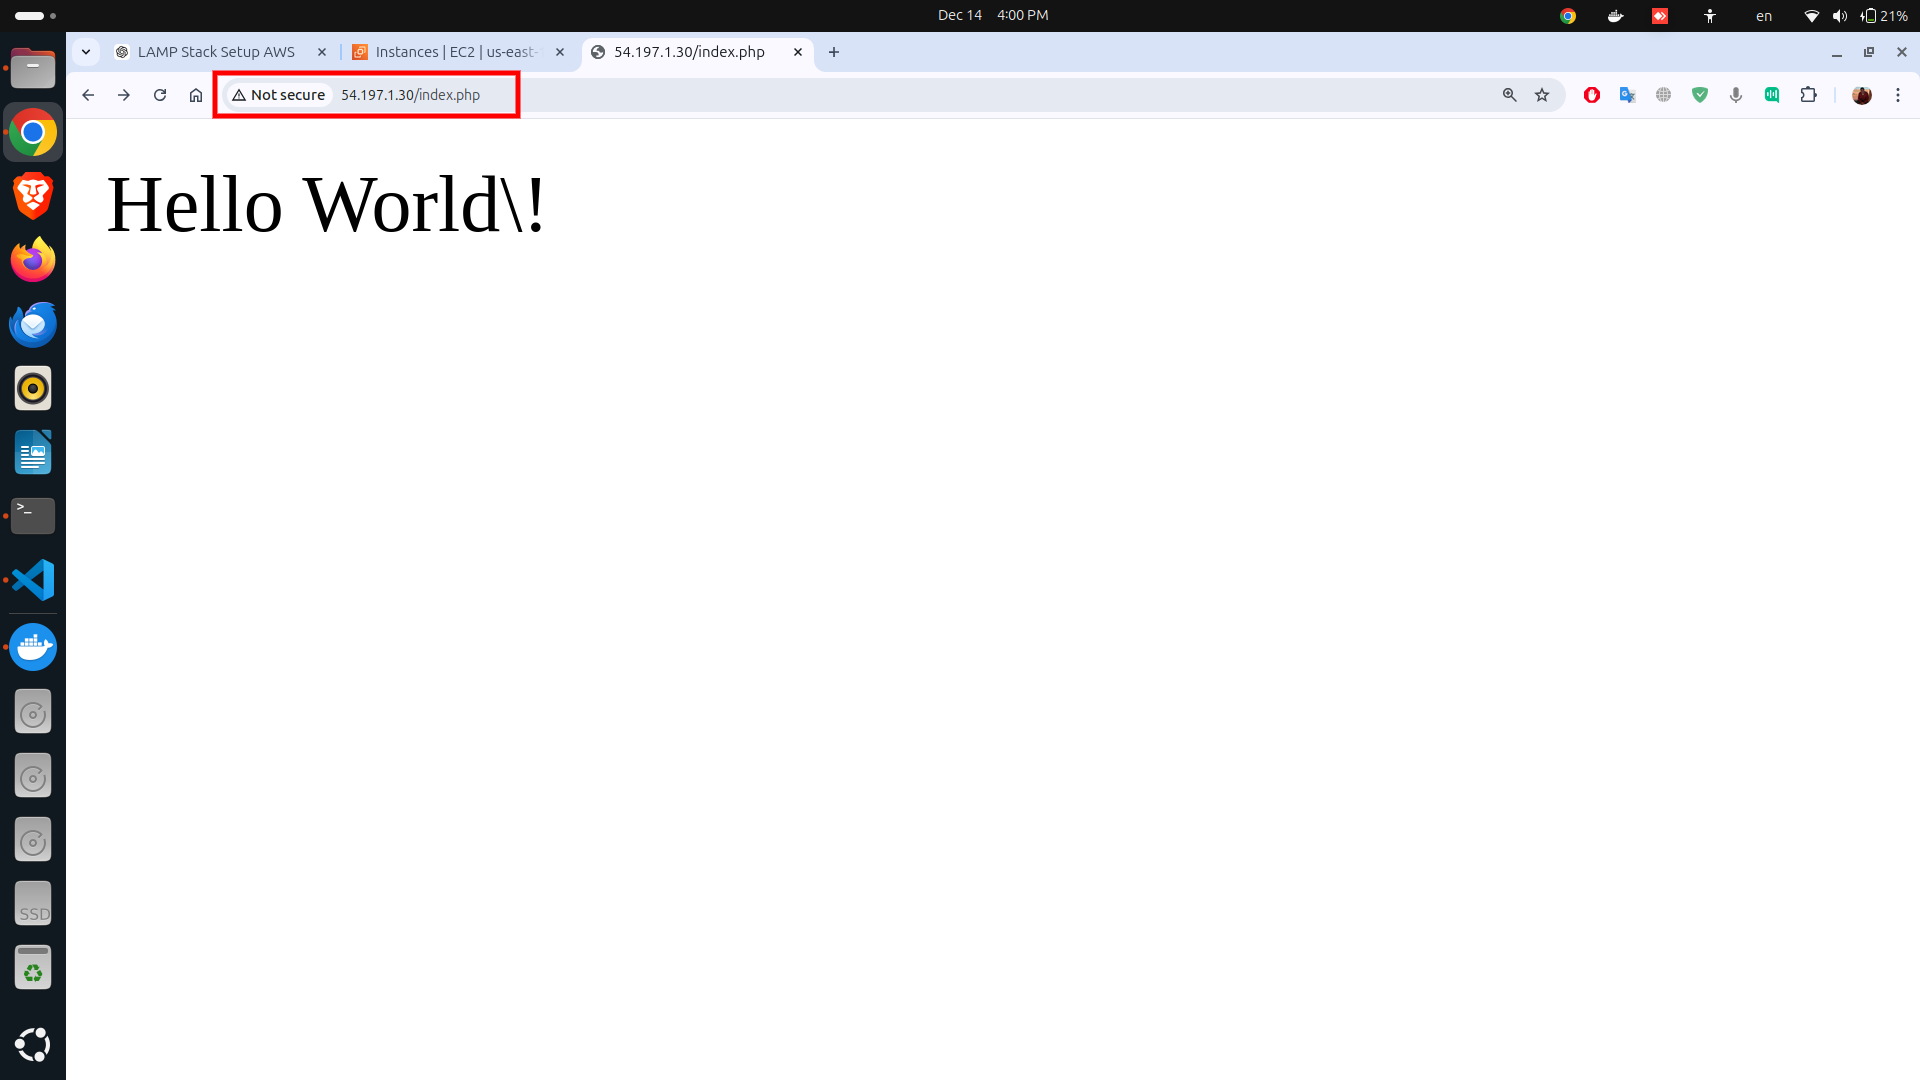 Dec 14 4:00 PM
en
21%
LAMP Stack Setup AWS
Instances | EC2 | us-east-
54.197.1.30/index.php
Not secure
54.197.1.30/index.php
Hello World\!
>_
SSD